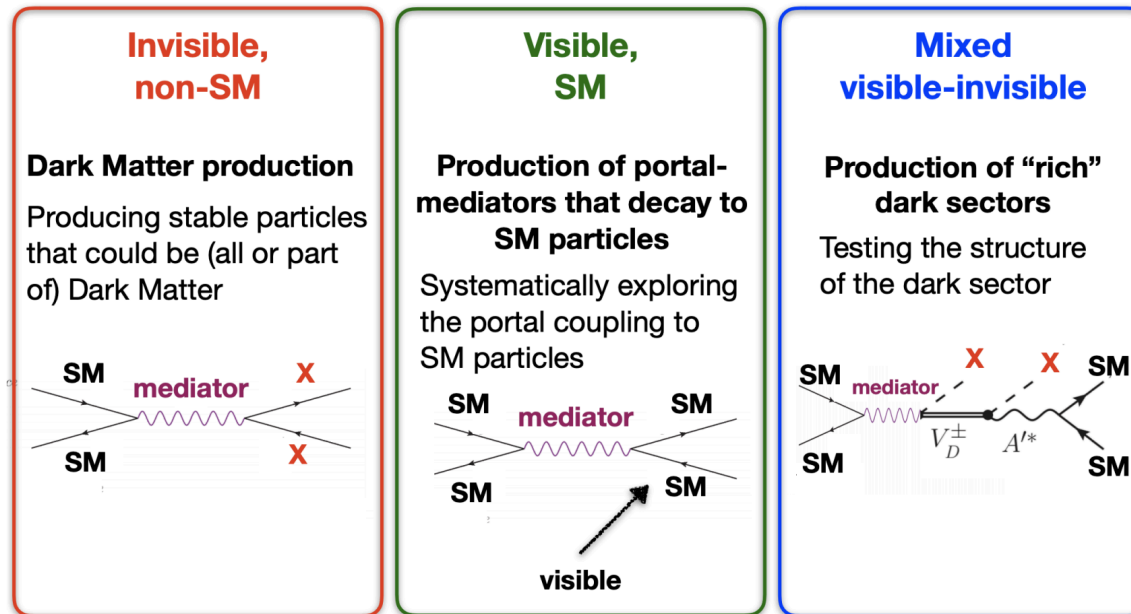 Invisible,
non-SM
Dark Matter production
Producing stable particles
that could be (all or part
of) Dark Matter
SM
mediator
X
SM
X
Visible,
SM
Production of portal-
mediators that decay to
SM particles
Systematically exploring
the portal coupling to
SM particles
SM
mediator
SM
SM
SM
visible
Mixed
visible-invisible
Production of “rich”
dark sectors
Testing the structure
of the dark sector
X
X
SM
SM
mediator
V_D^±
A'*
SM
SM